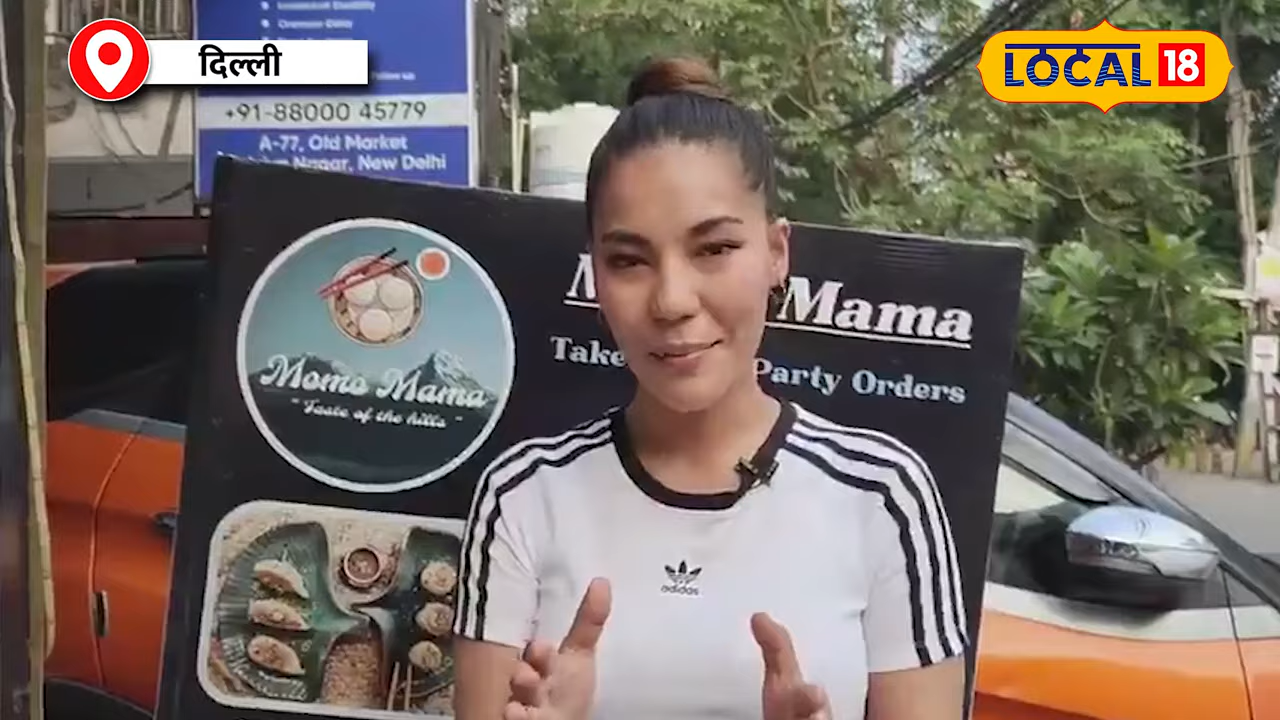 दिल्ली
LOCAL 18
+91-88000 45779
A-77, Old Market
Nagar, New Delhi
Mama
Take Party Orders
Momo Mama
"Taste of the hills"
adidas